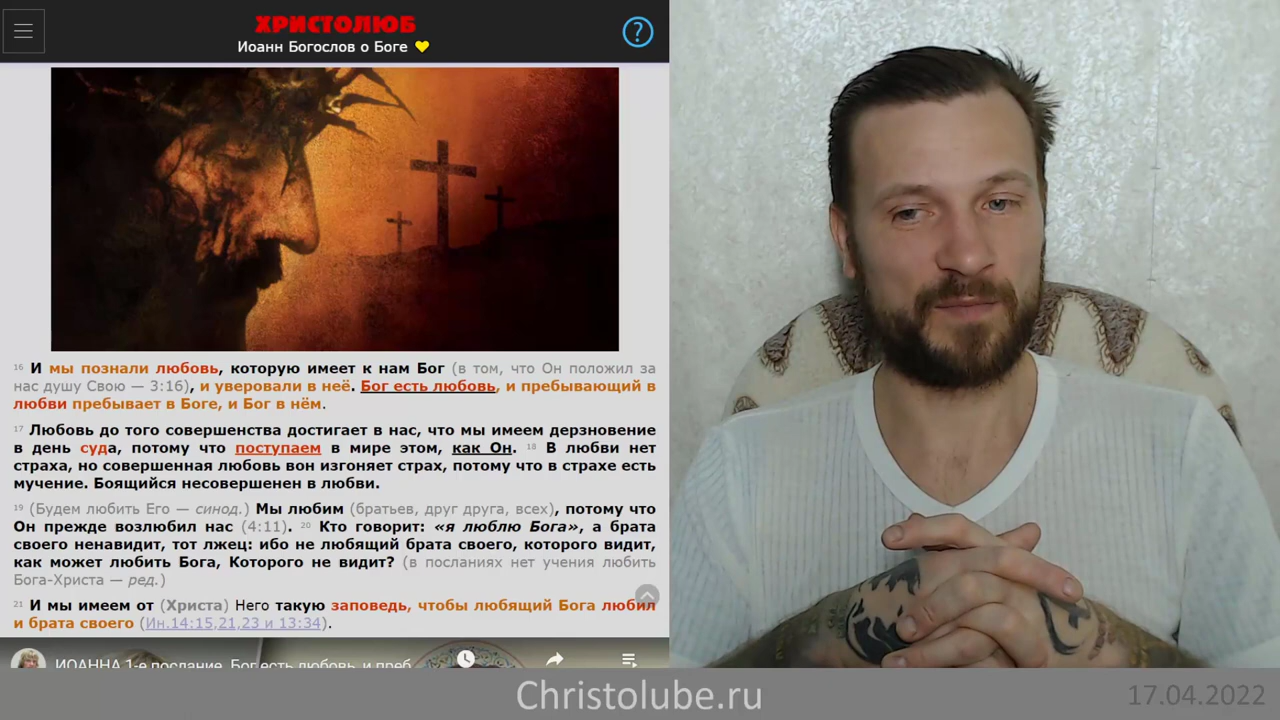 ХРИСТОЛЮБ
Иоанн Богослов о Боге 💛
?
16 И мы познали любовь, которую имеет к нам Бог (в том, что Он положил за
нас душу Свою — 3:16), и уверовали в неё. Бог есть любовь, и пребывающий в
любви пребывает в Боге, и Бог в нём.
17 Любовь до того совершенства достигает в нас, что мы имеем дерзновение
в день суда, потому что поступаем в мире этом, как Он. 18 В любви нет
страха, но совершенная любовь вон изгоняет страх, потому что в страхе есть
мучение. Боящийся несовершенен в любви.
19 (Будем любить Его — синод.) Мы любим (братьев, друг друга, всех), потому что
Он прежде возлюбил нас (4:11). 20 Кто говорит: «я люблю Бога», а брата
своего ненавидит, тот лжец: ибо не любящий брата своего, которого видит,
как может любить Бога, Которого не видит? (в посланиях нет учения любить
Бога-Христа — ред.)
21 И мы имеем от (Христа) Него такую заповедь, чтобы любящий Бога любил
и брата своего (Ин.14:15,21,23 и 13:34).
ИОАННА 1-е послание. Бог есть любовь, и преб
Christolube.ru
17.04.2022